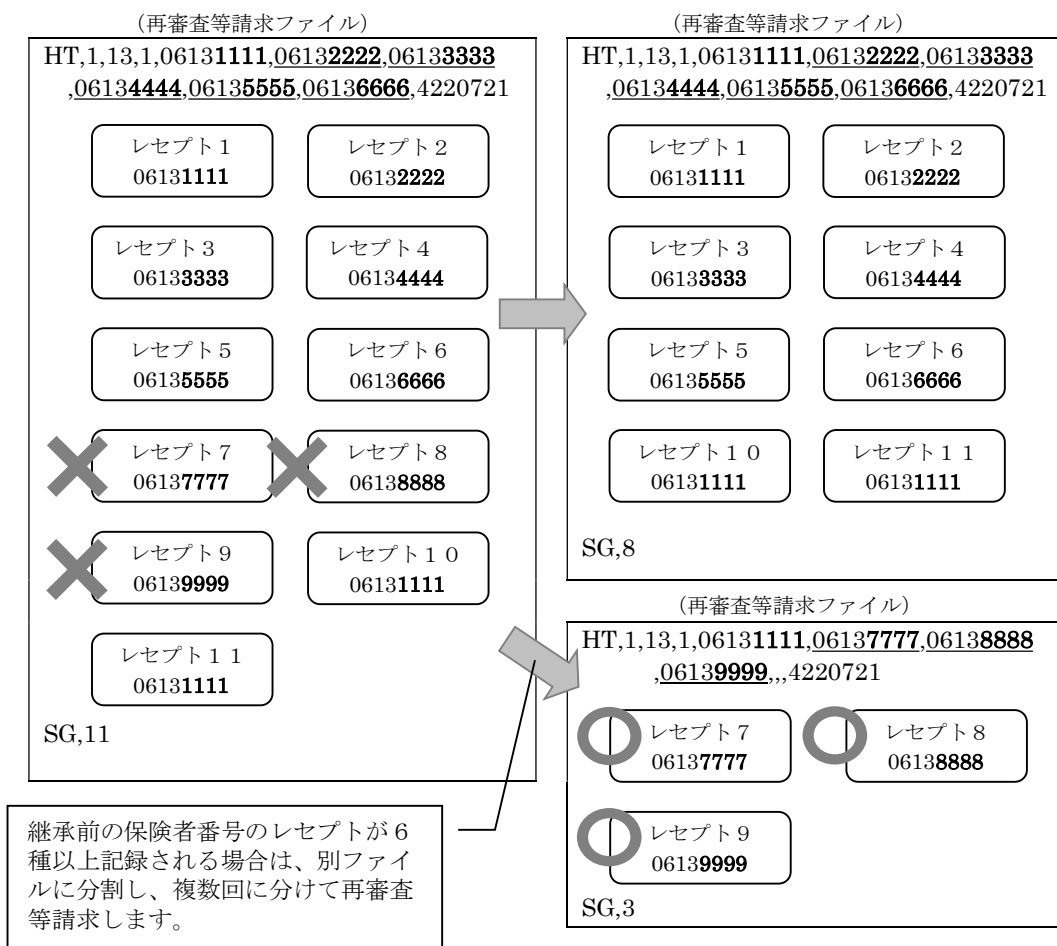 （再審査等請求ファイル）
HT,1,13,1,06131111,06132222,06133333
,06134444,06135555,06136666,4220721
レセプト１
06131111
レセプト２
06132222
レセプト３
06133333
レセプト４
06134444
レセプト５
06135555
レセプト６
06136666
レセプト７
06137777
レセプト８
06138888
レセプト９
06139999
レセプト１０
06131111
レセプト１１
06131111
SG,11
継承前の保険者番号のレセプトが６
種以上記録される場合は、別ファイ
ルに分割し、複数回に分けて再審査
等請求します。
（再審査等請求ファイル）
HT,1,13,1,06131111,06132222,06133333
,06134444,06135555,06136666,4220721
レセプト１
06131111
レセプト２
06132222
レセプト３
06133333
レセプト４
06134444
レセプト５
06135555
レセプト６
06136666
レセプト１０
06131111
レセプト１１
06131111
SG,8
（再審査等請求ファイル）
HT,1,13,1,06131111,06137777,06138888
,06139999,,,4220721
レセプト７
06137777
レセプト８
06138888
レセプト９
06139999
SG,3